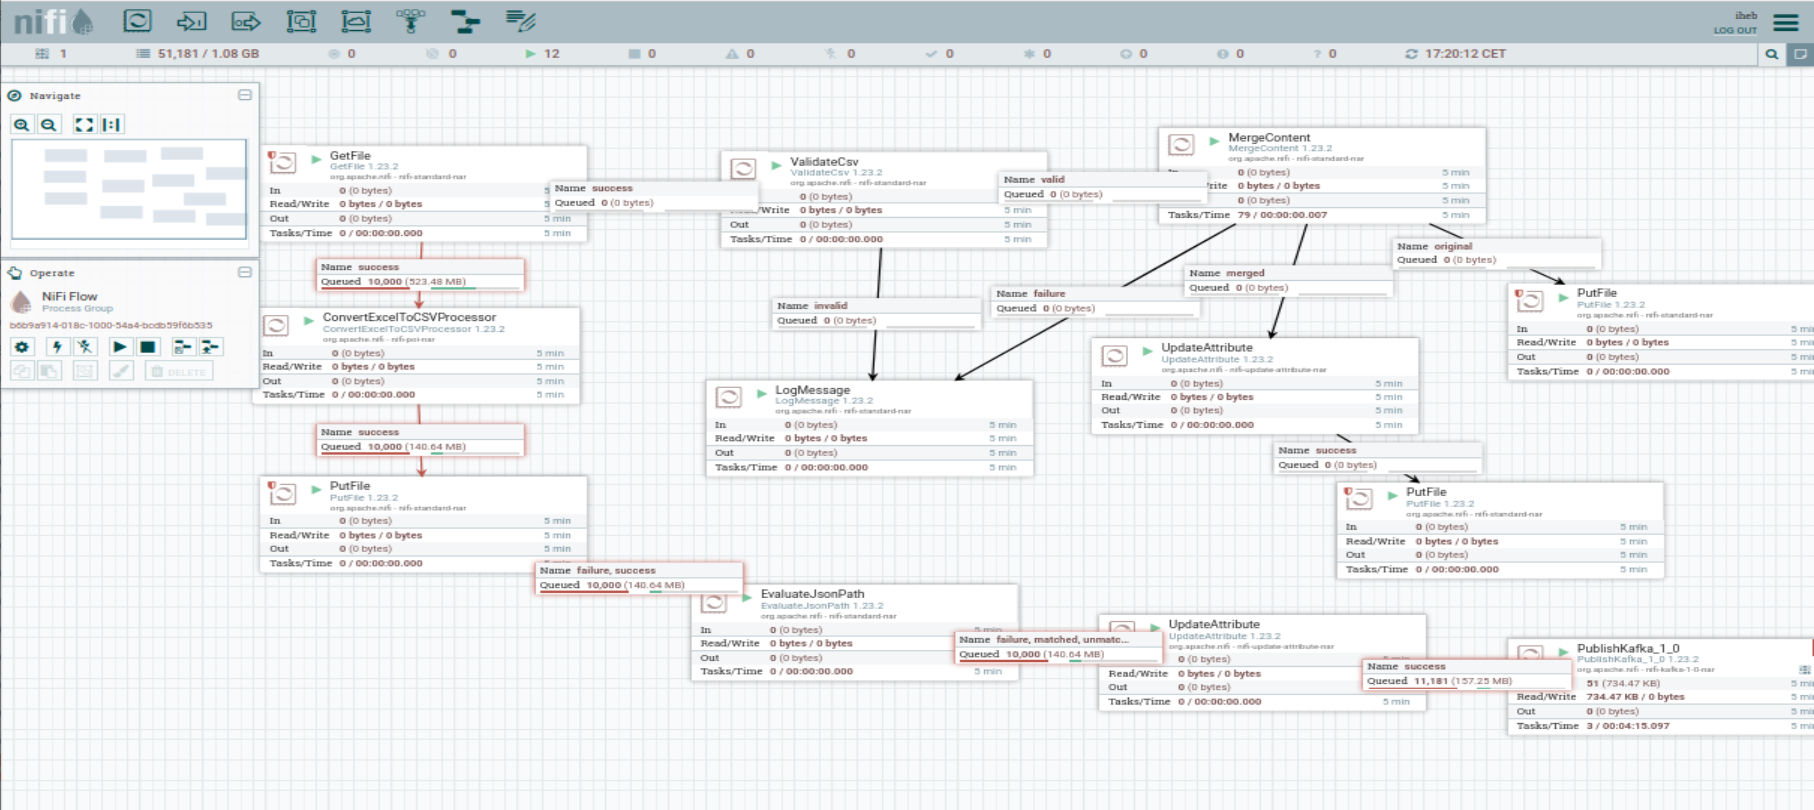 nifi
iheb
LOG OUT
1
51,181 / 1.08 GB
0
0
12
0
0
0
0
0
0
0
0
17:20:12 CET
Navigate
Operate
NiFi Flow
Process Group
b6b9a914-018c-1000-54a4-bcdb59f6b535
DELETE
GetFile
GetFile 1.23.2
org.apache.nifi - nifi-standard-nar
In 0 (0 bytes) 5
Read/Write 0 bytes / 0 bytes 5
Out 0 (0 bytes) 5 min
Tasks/Time 0 / 00:00:00.000 5 min
Name success
Queued 0 (0 bytes)
ValidateCsv
ValidateCsv 1.23.2
org.apache.nifi - nifi-standard-nar
0 (0 bytes)
Read/Write 0 bytes / 0 bytes 5 min
Out 0 (0 bytes) 5 min
Tasks/Time 0 / 00:00:00.000 5 min
Name valid
Queued 0 (0 bytes)
MergeContent
MergeContent 1.23.2
org.apache.nifi - nifi-standard-nar
In 0 (0 bytes) 5 min
Write 0 bytes / 0 bytes 5 min
0 (0 bytes) 5 min
Tasks/Time 79 / 00:00:00.007 5 min
Name original
Queued 0 (0 bytes)
Name success
Queued 10,000 (523.48 MB)
Name invalid
Queued 0 (0 bytes)
Name failure
Queued 0 (0 bytes)
Name merged
Queued 0 (0 bytes)
PutFile
PutFile 1.23.2
org.apache.nifi - nifi-standard-nar
In 0 (0 bytes) 5 min
Read/Write 0 bytes / 0 bytes 5 min
Out 0 (0 bytes) 5 min
Tasks/Time 0 / 00:00:00.000 5 min
ConvertExcelToCSVProcessor
ConvertExcelToCSVProcessor 1.23.2
org.apache.nifi - nifi-poi-nar
In 0 (0 bytes) 5 min
Read/Write 0 bytes / 0 bytes 5 min
Out 0 (0 bytes) 5 min
Tasks/Time 0 / 00:00:00.000 5 min
LogMessage
LogMessage 1.23.2
org.apache.nifi - nifi-standard-nar
In 0 (0 bytes) 5 min
Read/Write 0 bytes / 0 bytes 5 min
Out 0 (0 bytes) 5 min
Tasks/Time 0 / 00:00:00.000 5 min
UpdateAttribute
UpdateAttribute 1.23.2
org.apache.nifi - nifi-update-attribute-nar
In 0 (0 bytes) 5 min
Read/Write 0 bytes / 0 bytes 5 min
Out 0 (0 bytes) 5 min
Tasks/Time 0 / 00:00:00.000 5 min
Name success
Queued 10,000 (140.64 MB)
Name success
Queued 0 (0 bytes)
PutFile
PutFile 1.23.2
org.apache.nifi - nifi-standard-nar
In 0 (0 bytes) 5 min
Read/Write 0 bytes / 0 bytes 5 min
Out 0 (0 bytes) 5 min
Tasks/Time 0 / 00:00:00.000
PutFile
PutFile 1.23.2
org.apache.nifi - nifi-standard-nar
In 0 (0 bytes) 5 min
Read/Write 0 bytes / 0 bytes 5 min
Out 0 (0 bytes) 5 min
Tasks/Time 0 / 00:00:00.000 5 min
Name failure, success
Queued 10,000 (140.64 MB)
EvaluateJsonPath
EvaluateJsonPath 1.23.2
org.apache.nifi - nifi-standard-nar
In 0 (0 bytes) 5 min
Read/Write 0 bytes / 0 bytes
Out 0 (0 bytes)
Tasks/Time 0 / 00:00:00.000 5 min
Name failure, matched, unmatc...
Queued 10,000 (140.64 MB)
UpdateAttribute
UpdateAttribute 1.23.2
org.apache.nifi - nifi-update-attribute-nar
0 (0 bytes) 5 min
Read/Write 0 bytes / 0 bytes
Out 0 (0 bytes)
Tasks/Time 0 / 00:00:00.000 5 min
Name success
Queued 11,181 (157.25 MB)
PublishKafka_1_0
PublishKafka_1_0 1.23.2
org.apache.nifi - nifi-kafka-1-0-nar
51 (734.47 KB) 5 min
Read/Write 734.47 KB / 0 bytes 5 min
Out 0 (0 bytes) 5 min
Tasks/Time 3 / 00:04:15.097 5 min